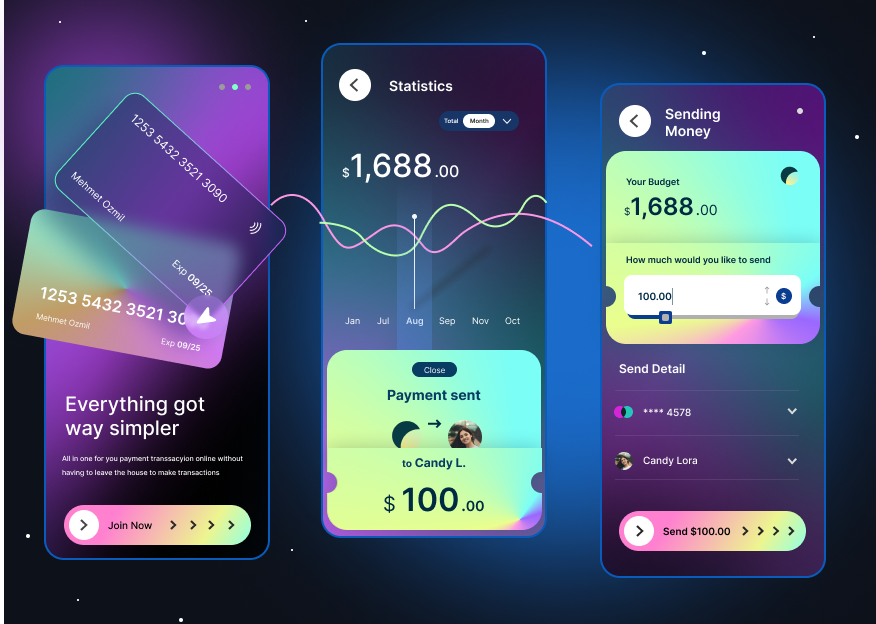 1253 5432 3521 3090
Mehmet Ozmil
Exp 09/25
1253 5432 3521 30
Mehmet Ozmil
Exp 09/25
Everything got
way simpler
All in one for you payment transsacyion online without
having to leave the house to make transactions
Join Now
Statistics
Total Month
$1,688.00
Jan Jul Aug Sep Nov Oct
Close
Payment sent
to Candy L.
$100.00
Sending
Money
Your Budget
$1,688.00
How much would you like to send
100.00 $
Send Detail
**** 4578
Candy Lora
Send $100.00